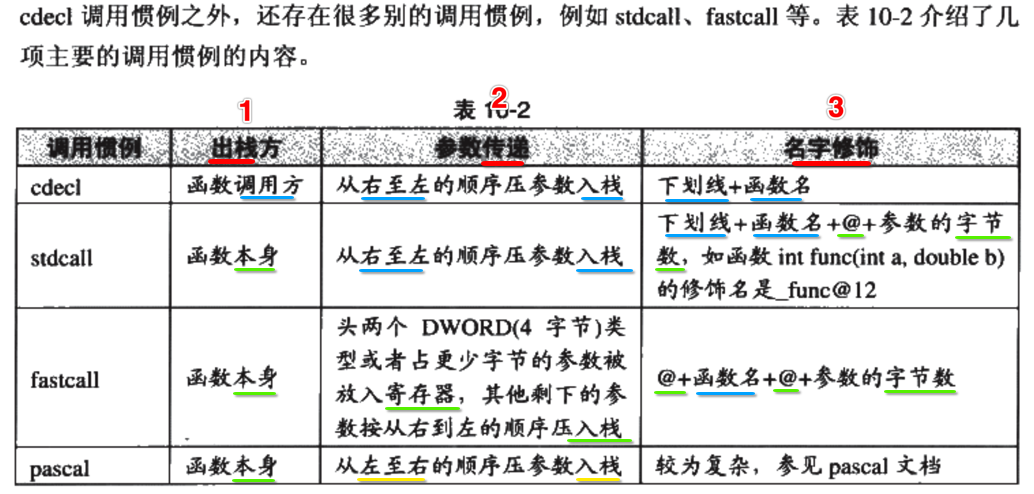 cdecl 调用惯例之外，还存在很多别的调用惯例，例如 stdcall、fastcall 等。表 10-2 介绍了几
项主要的调用惯例的内容。
1
2
3
表 10-2
调用惯例 出栈方 参数传递 名字修饰
cdecl 函数调用方 从右至左的顺序压参数入栈 下划线+函数名
stdcall 函数本身 从右至左的顺序压参数入栈 下划线+函数名+@+参数的字节
数，如函数 int func(int a, double b)
的修饰名是_func@12
fastcall 函数本身 头两个 DWORD(4 字节)类
型或者占更少字节的参数被
放入寄存器，其他剩下的参
数按从右到左的顺序压入栈
@+函数名+@+参数的字节数
pascal 函数本身 从左至右的顺序压参数入栈 较为复杂，参见 pascal 文档